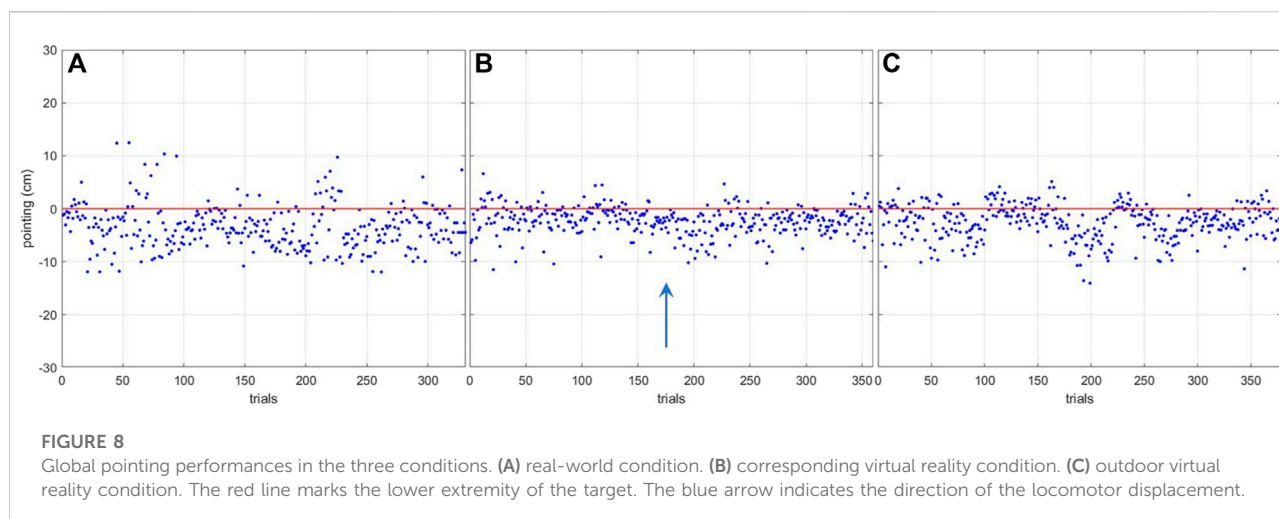 A
B
C
30
20
10
0
-10
-20
-30
pointing (cm)
0 50 100 150 200 250 300
0 50 100 150 200 250 300 350
0 50 100 150 200 250 300 350
trials
trials
trials
FIGURE 8
Global pointing performances in the three conditions. (A) real-world condition. (B) corresponding virtual reality condition. (C) outdoor virtual
reality condition. The red line marks the lower extremity of the target. The blue arrow indicates the direction of the locomotor displacement.